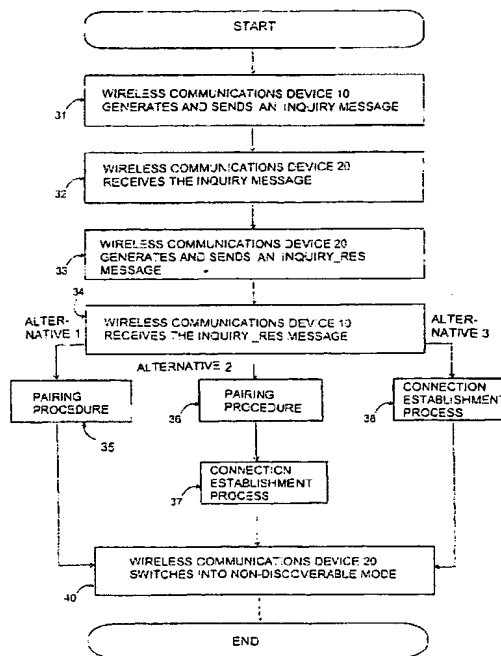 START
WIRELESS COMMUNICATIONS DEVICE 10
GENERATES AND SENDS AN INQUIRY MESSAGE
31
WIRELESS COMMUNICATIONS DEVICE 20
RECEIVES THE INQUIRY MESSAGE
32
WIRELESS COMMUNICATIONS DEVICE 20
GENERATES AND SENDS AN INQUIRY_RES
MESSAGE
33
34
WIRELESS COMMUNICATIONS DEVICE 10
RECEIVES THE INQUIRY_RES MESSAGE
ALTER-
NATIVE 1
ALTERNATIVE 2
ALTER-
NATIVE 3
PAIRING
PROCEDURE
35
PAIRING
PROCEDURE
36
CONNECTION
ESTABLISHMENT
PROCESS
38
CONNECTION
ESTABLISHMENT
PROCESS
37
WIRELESS COMMUNICATIONS DEVICE 20
SWITCHES INTO NON-DISCOVERABLE MODE
40
END